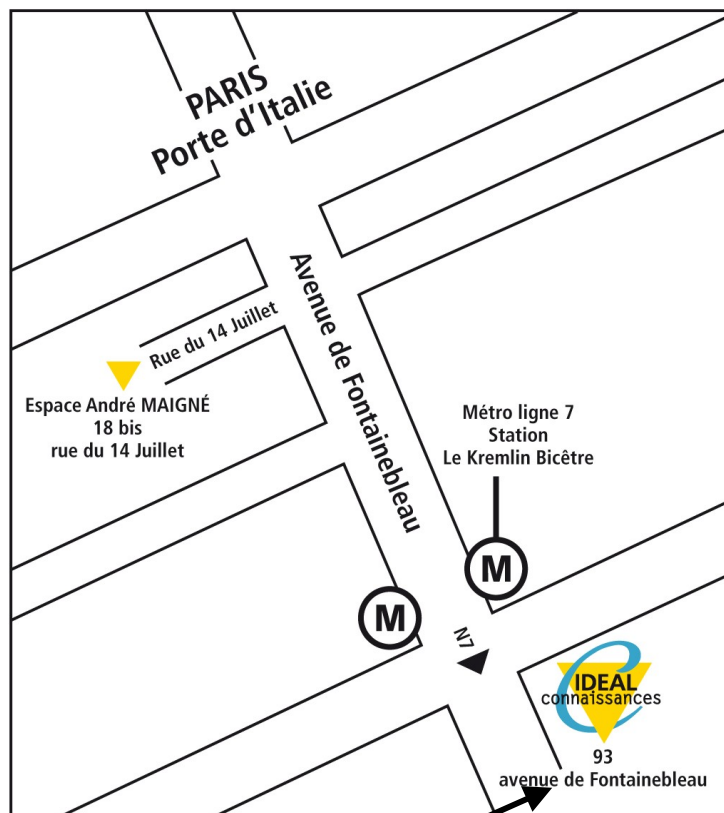 PARIS
Porte d'Italie
Avenue de Fontainebleau
Rue du 14 Juillet
Espace André MAIGNÉ
18 bis
rue du 14 Juillet
Métro ligne 7
Station
Le Kremlin Bicêtre
M
M
N7
IDEAL
connaissances
93
avenue de Fontainebleau